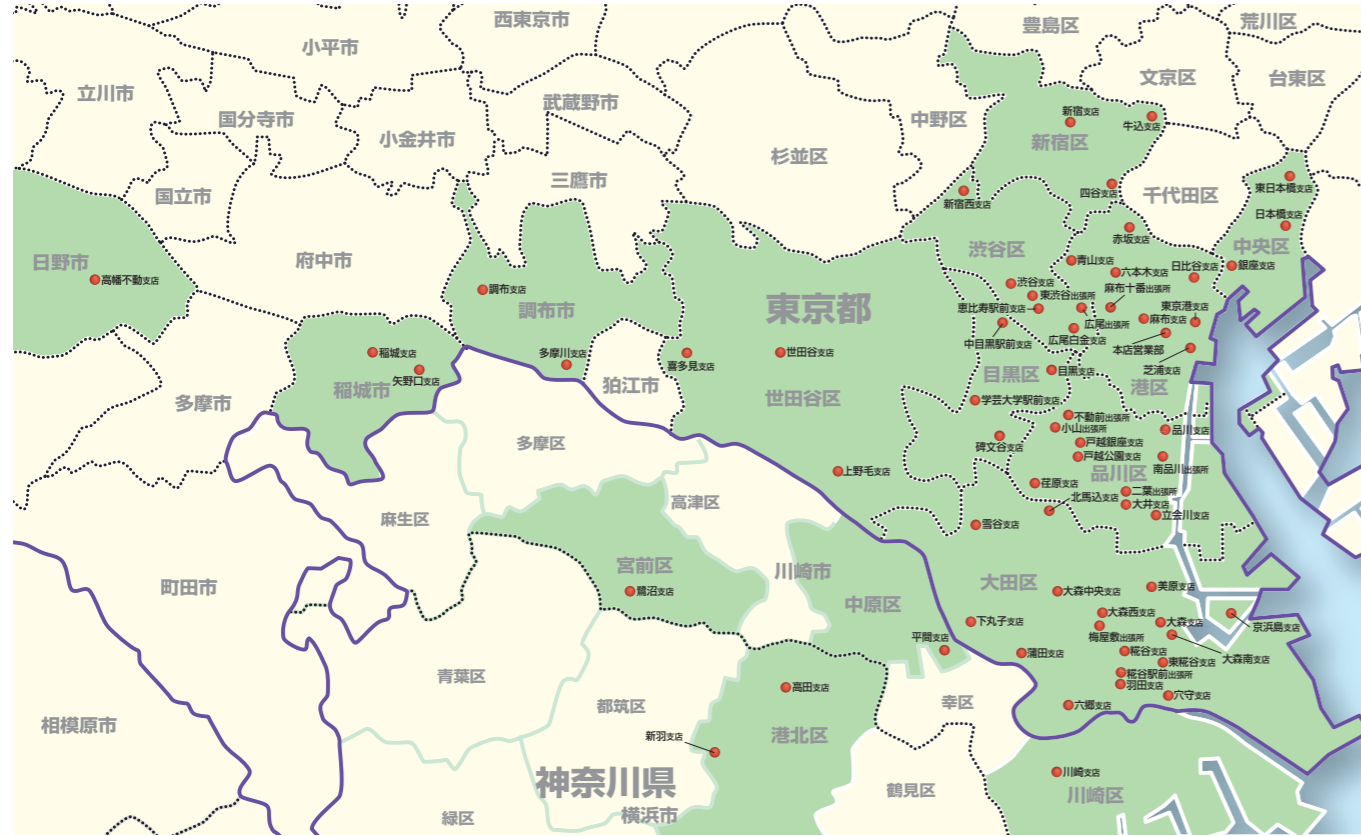 西東京市
豊島区
荒川区
小平市
文京区
台東区
立川市
武蔵野市
国分寺市
小金井市
中野区
新宿支店
牛込支店
新宿区
杉並区
三鷹市
国立市
新宿西支店
四谷支店
千代田区
東日本橋支店
日本橋支店
赤坂支店
中央区
渋谷区
日野市
高幡不動支店
府中市
青山支店
六本木支店
日比谷支店
銀座支店
調布支店
調布市
渋谷支店
東渋谷出張所
麻布十番出張所
恵比寿駅前支店
東京都
広尾出張所
麻布支店
東京港支店
中目黒駅前支店
広尾白金支店
本店営業部
稲城支店
矢野口支店
多摩川支店
喜多見支店
世田谷支店
芝浦支店
稲城市
狛江市
目黒区
目黒支店
港区
多摩市
世田谷区
学芸大学駅前支店
不動前出張所
小山出張所
品川支店
多摩区
碑文谷支店
戸越銀座支店
戸越公園支店
南品川出張所
上野毛支店
品川区
荏原支店
北馬込支店
二葉出張所
大井支店
立会川支店
高津区
麻生区
雪谷支店
宮前区
川崎市
町田市
鷺沼支店
中原区
大田区
大森中央支店
美原支店
下丸子支店
大森西支店
大森支店
京浜島支店
梅屋敷出張所
平間支店
蒲田支店
糀谷支店
大森南支店
東糀谷支店
糀谷駅前出張所
羽田支店
穴守支店
青葉区
高田支店
六郷支店
都筑区
幸区
相模原市
新羽支店
港北区
神奈川県
川崎支店
鶴見区
川崎区
緑区
横浜市